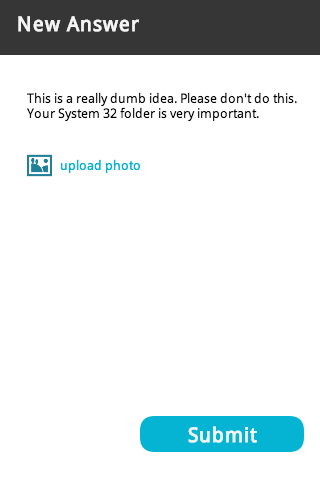 New Answer
This is a really dumb idea. Please don't do this.
Your System 32 folder is very important.
upload photo
Submit